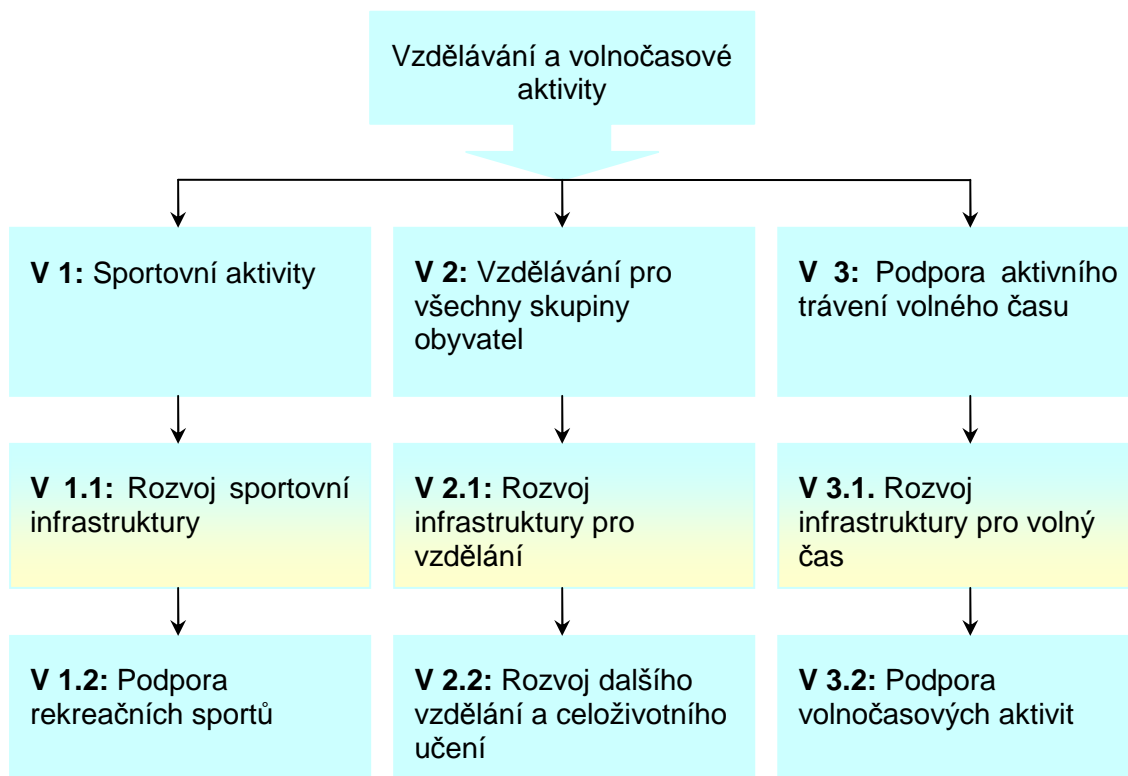 Vzdělávání a volnočasové
aktivity
V 1: Sportovní aktivity
V 2: Vzdělávání pro
všechny skupiny
obyvatel
V 3: Podpora aktivního
trávení volného času
V 1.1: Rozvoj sportovní
infrastruktury
V 2.1: Rozvoj
infrastruktury pro
vzdělání
V 3.1. Rozvoj
infrastruktury pro volný
čas
V 1.2: Podpora
rekreačních sportů
V 2.2: Rozvoj dalšího
vzdělání a celoživotního
učení
V 3.2: Podpora
volnočasových aktivit